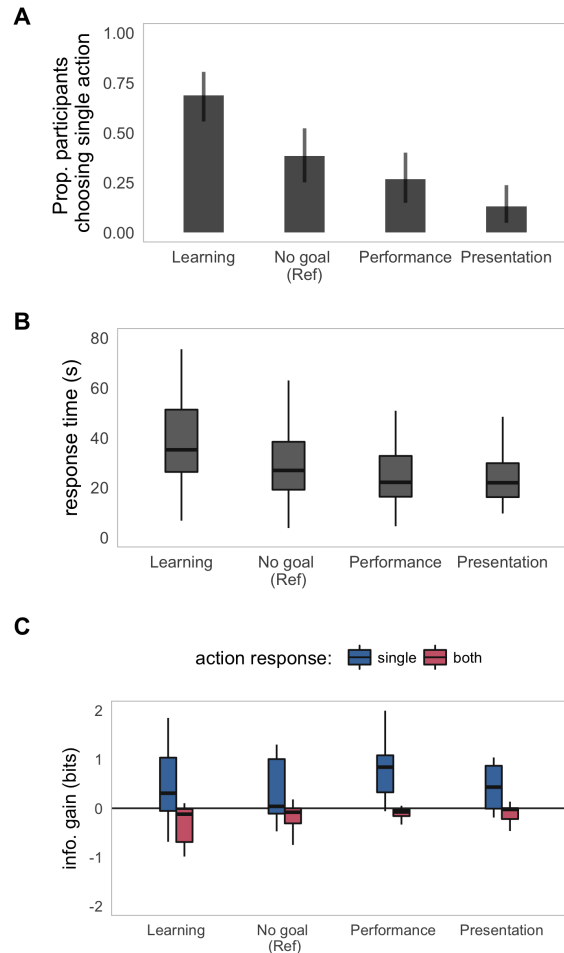 A
Prop. participants
choosing single action
1.00
0.75
0.50
0.25
0.00
Learning
No goal
(Ref)
Performance
Presentation
B
response time (s)
80
60
40
20
0
Learning
No goal
(Ref)
Performance
Presentation
C
action response:
single
both
info. gain (bits)
2
1
0
-1
-2
Learning
No goal
(Ref)
Performance
Presentation